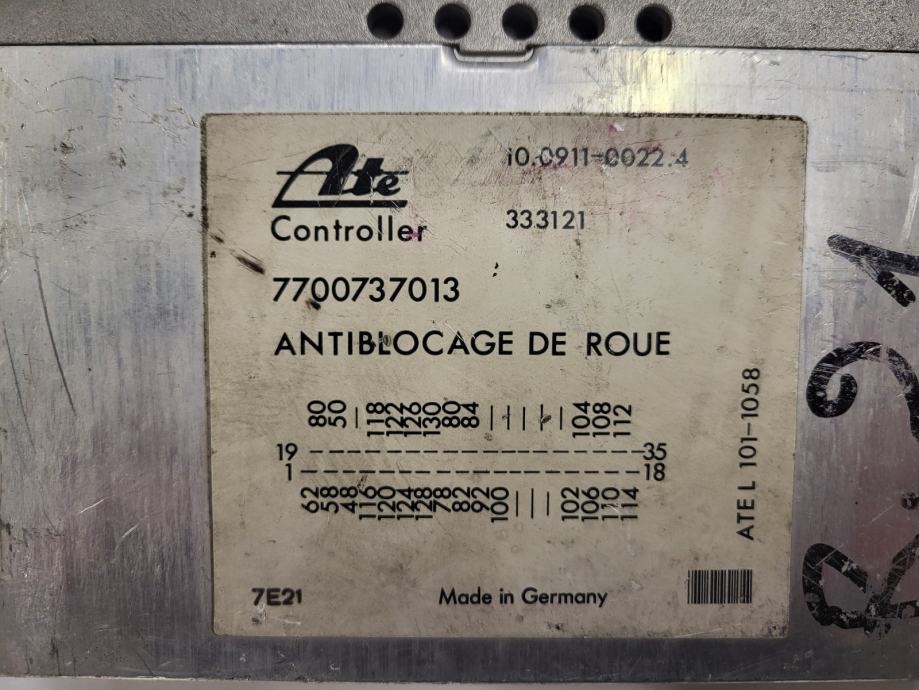 Ate
10.0911-0022.4
Controller
333121
7700737013
ANTIBLOCAGE DE ROUE
80 50 | 118 122 126 130 80 84 | | | | | 104 108 112
19 35
1 18
62 58 48 116 120 124 128 78 82 92 100 | | | 102 106 110 114
ATE L 101-1058
7E21
Made in Germany
B.21